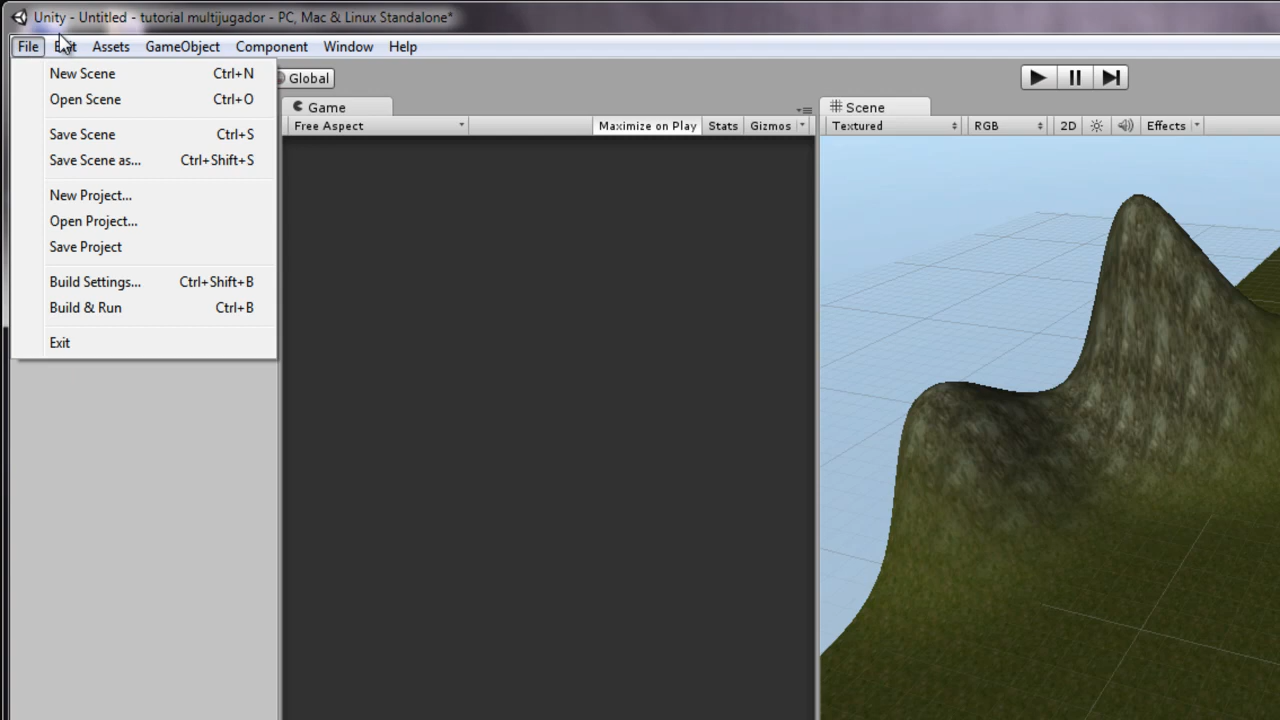 Unity - Untitled - tutorial multijugador - PC, Mac & Linux Standalone*
File Assets GameObject Component Window Help
New Scene Ctrl+N
Open Scene Ctrl+O
Save Scene Ctrl+S
Save Scene as... Ctrl+Shift+S
New Project...
Open Project...
Save Project
Build Settings... Ctrl+Shift+B
Build & Run Ctrl+B
Exit
Global
Game
Free Aspect Maximize on Play Stats Gizmos
Scene
Textured RGB 2D Effects